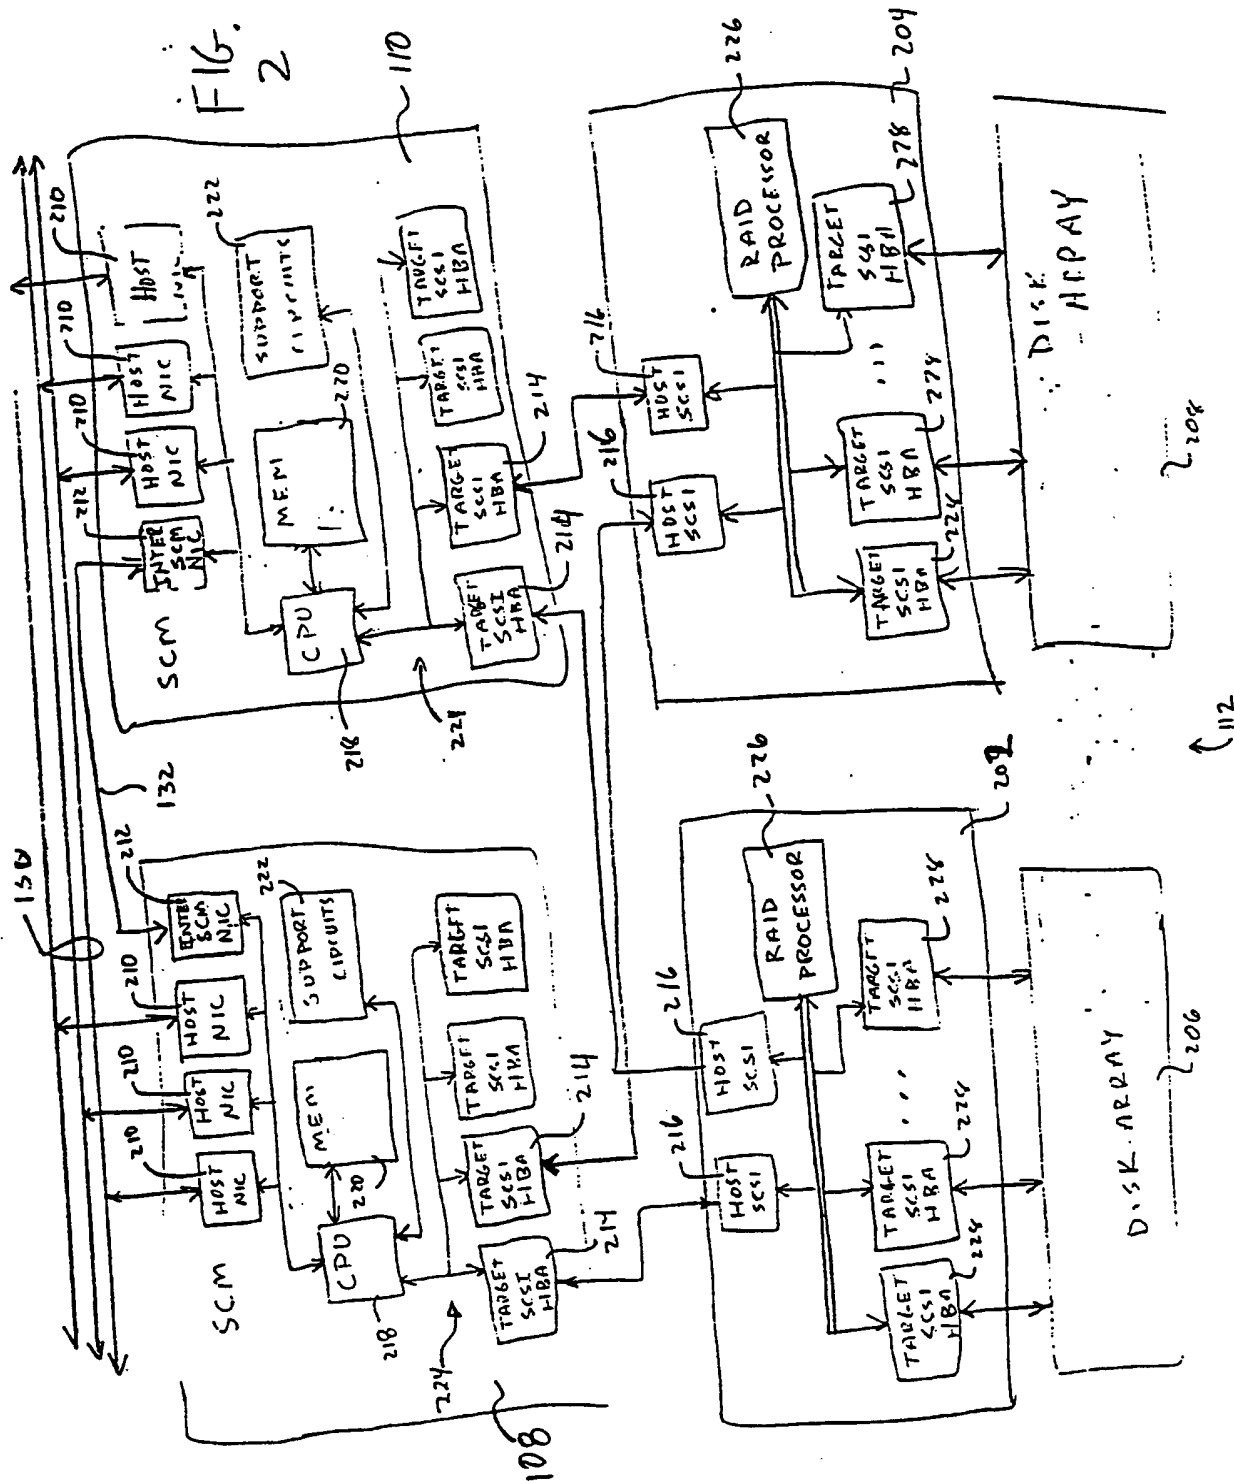 FIG.
2
130
132
SCM
108
210
HOST
NIC
210
HOST
NIC
210
HOST
NIC
212
INTER
SCM
NIC
CPU
218
MEM
220
SUPPORT
CIRCUITS
222
224
TARGET
SCSI
HBA
214
TARGET
SCSI
HBA
214
TARGET
SCSI
HBA
TARGET
SCSI
HBA
SCM
110
212
INTER
SCM
NIC
210
HOST
NIC
210
HOST
NIC
210
HOST
NIC
CPU
218
MEM
220
SUPPORT
CIRCUITS
222
224
TARGET
SCSI
HBA
214
TARGET
SCSI
HBA
214
TARGET
SCSI
HBA
TARGET
SCSI
HBA
216
HOST
SCSI
216
HOST
SCSI
RAID
PROCESSOR
226
TARGET
SCSI
HBA
228
TARGET
SCSI
HBA
228
...
TARGET
SCSI
HBA
228
202
216
HOST
SCSI
216
HOST
SCSI
RAID
PROCESSOR
226
TARGET
SCSI
HBA
228
TARGET
SCSI
HBA
228
...
TARGET
SCSI
HBA
228
204
DISK ARRAY
206
DISK
ARRAY
208
112